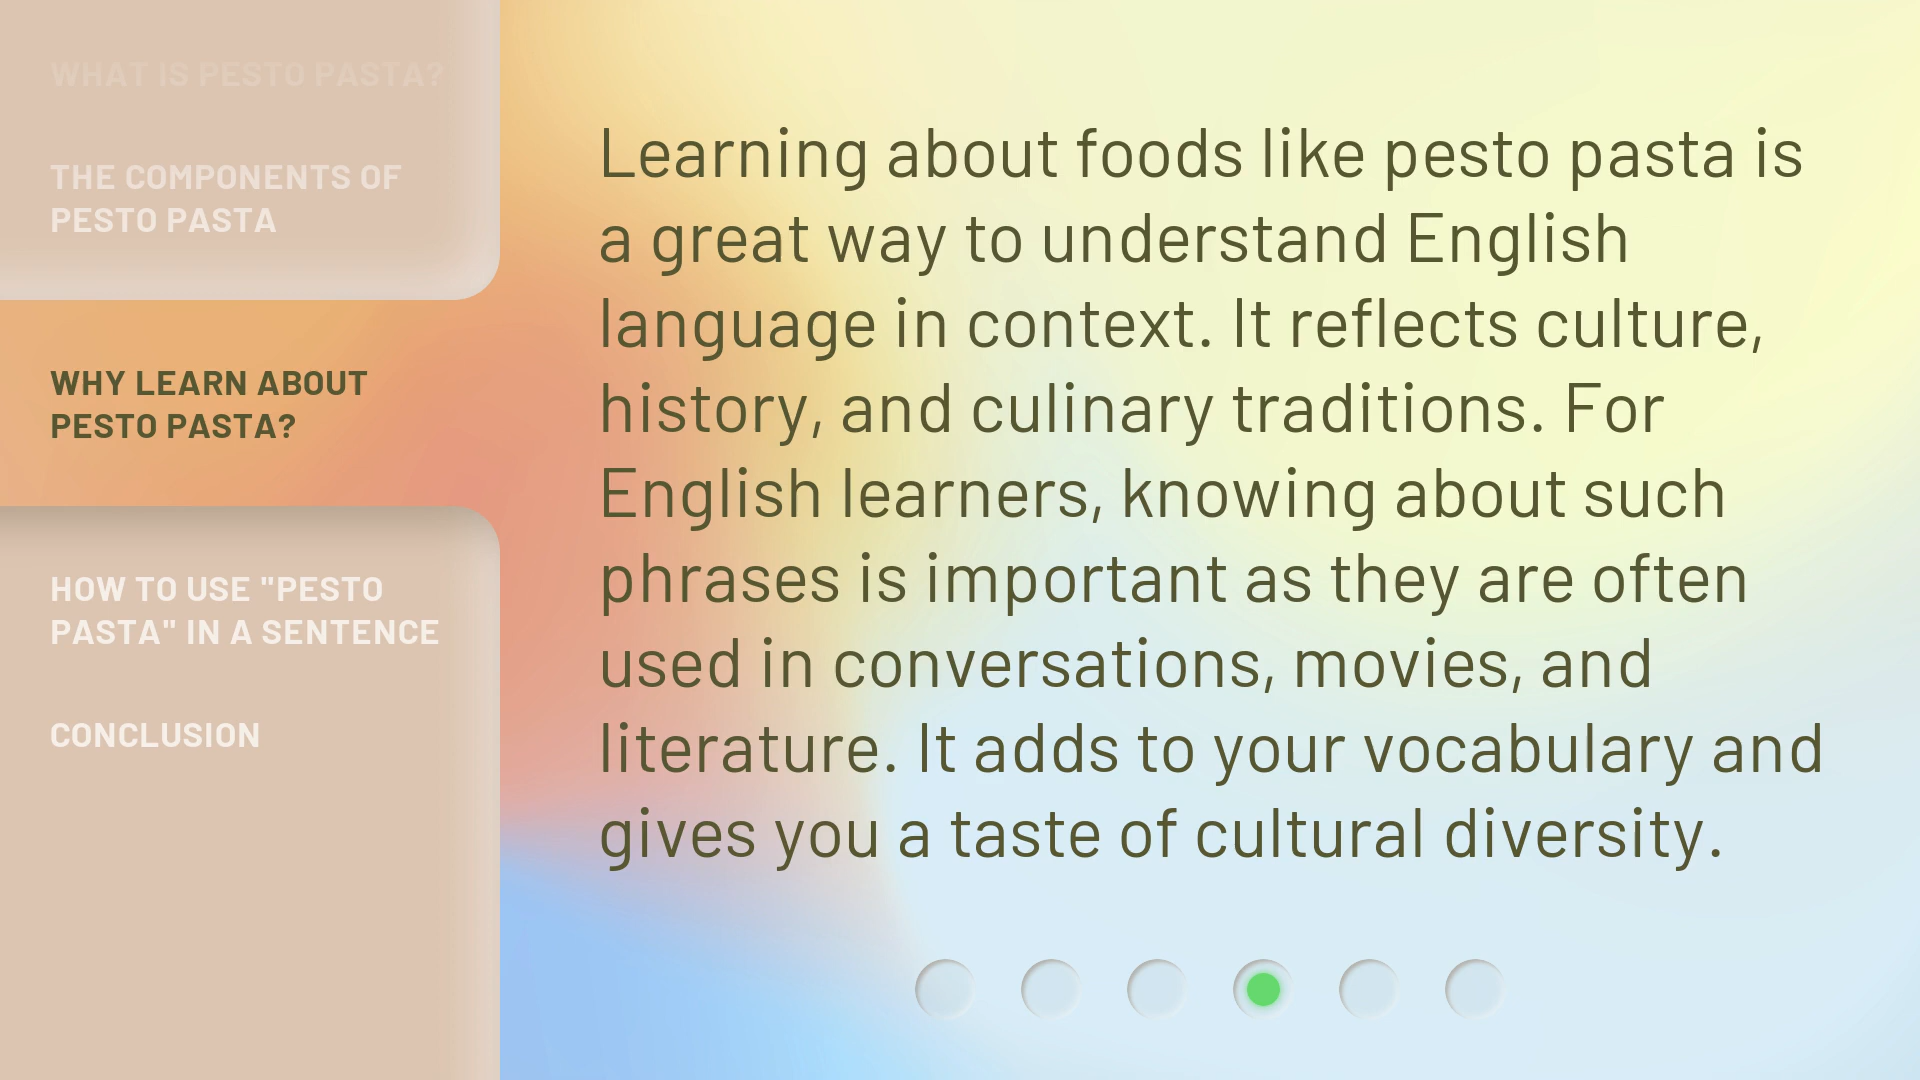 WHAT IS PESTO PASTA?
THE COMPONENTS OF
PESTO PASTA
WHY LEARN ABOUT
PESTO PASTA?
HOW TO USE "PESTO
PASTA" IN A SENTENCE
CONCLUSION
Learning about foods like pesto pasta is
a great way to understand English
language in context. It reflects culture,
history, and culinary traditions. For
English learners, knowing about such
phrases is important as they are often
used in conversations, movies, and
literature. It adds to your vocabulary and
gives you a taste of cultural diversity.